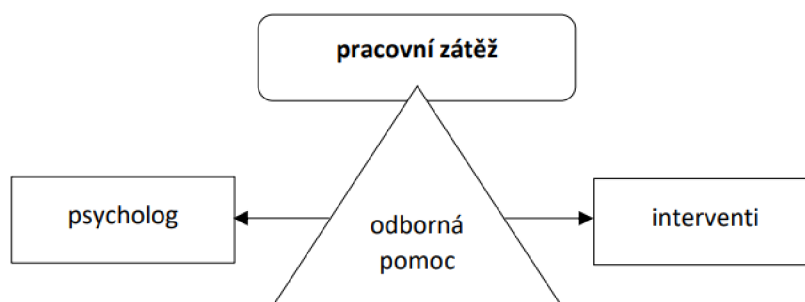 pracovní zátěž
psycholog
odborná
pomoc
interventi